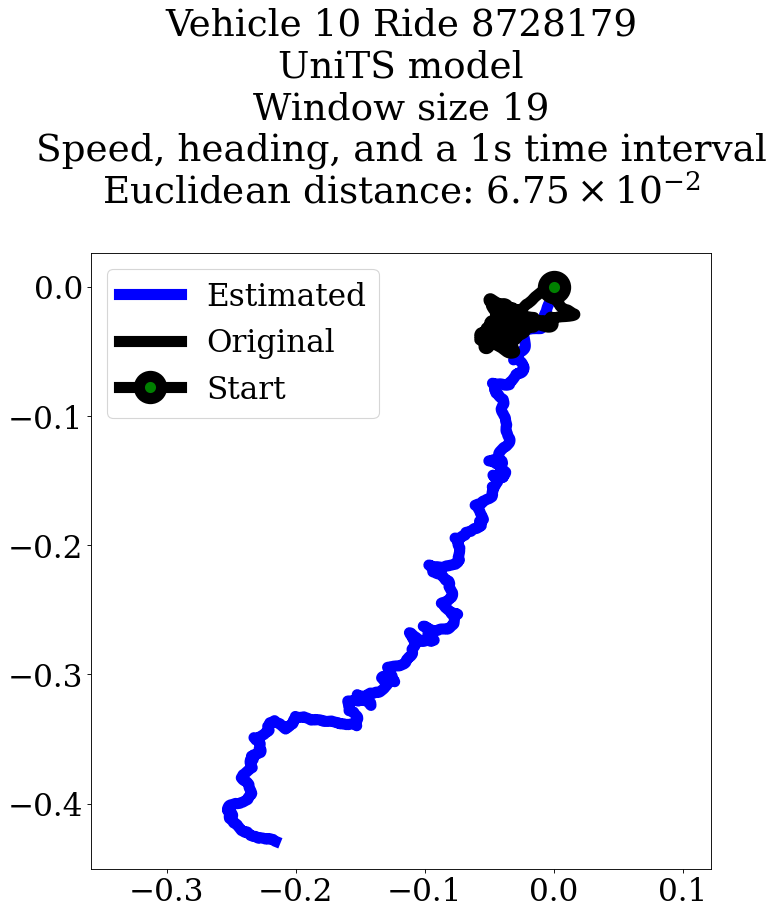 Vehicle 10 Ride 8728179
UniTS model
Window size 19
Speed, heading, and a 1s time interval
Euclidean distance: 6.75 × 10⁻²
Estimated
Original
Start
0.0
−0.1
−0.2
−0.3
−0.4
−0.3 −0.2 −0.1 0.0 0.1